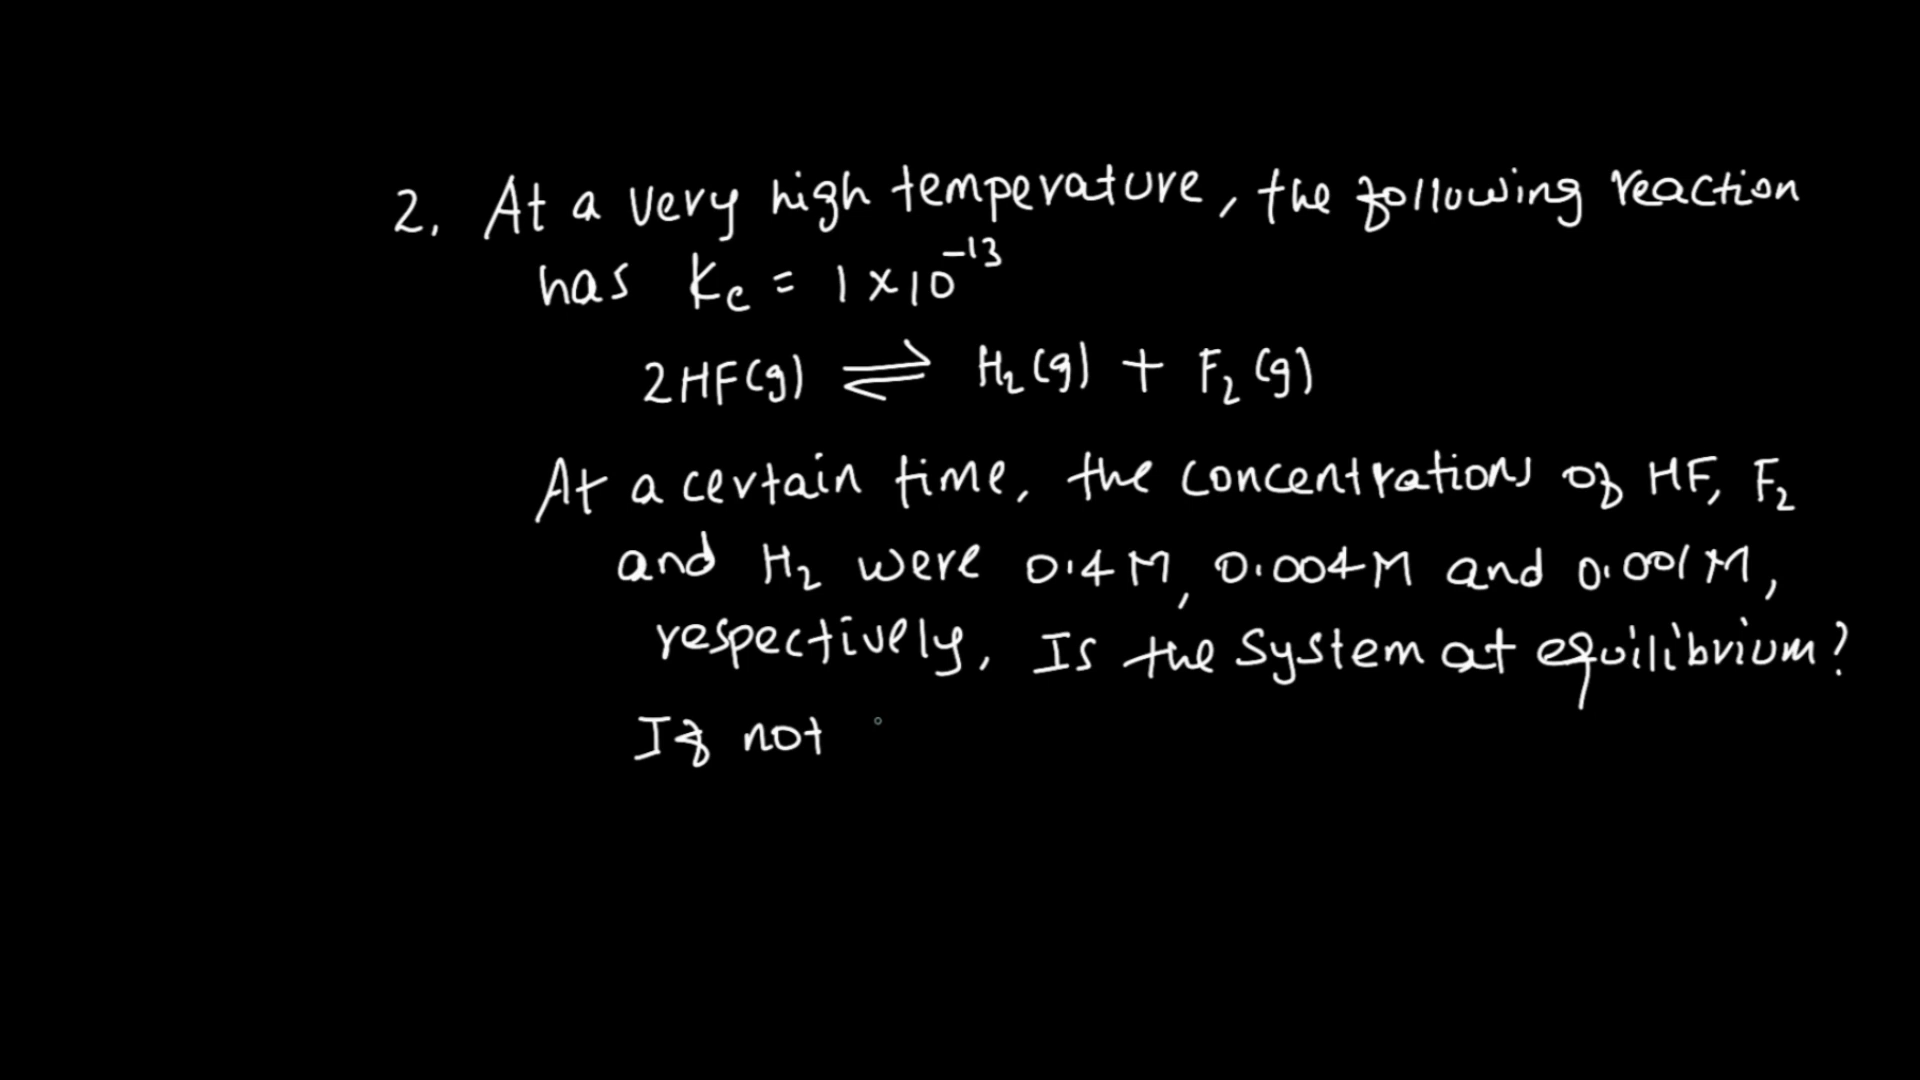 2. At a very high temperature, the following reaction
has Kc = 1 × 10⁻¹³
2HF(g) ⇌ H₂(g) + F₂(g)
At a certain time, the concentrations of HF, F₂
and H₂ were 0.4 M, 0.004 M and 0.001 M,
respectively, Is the system at equilibrium?
If not